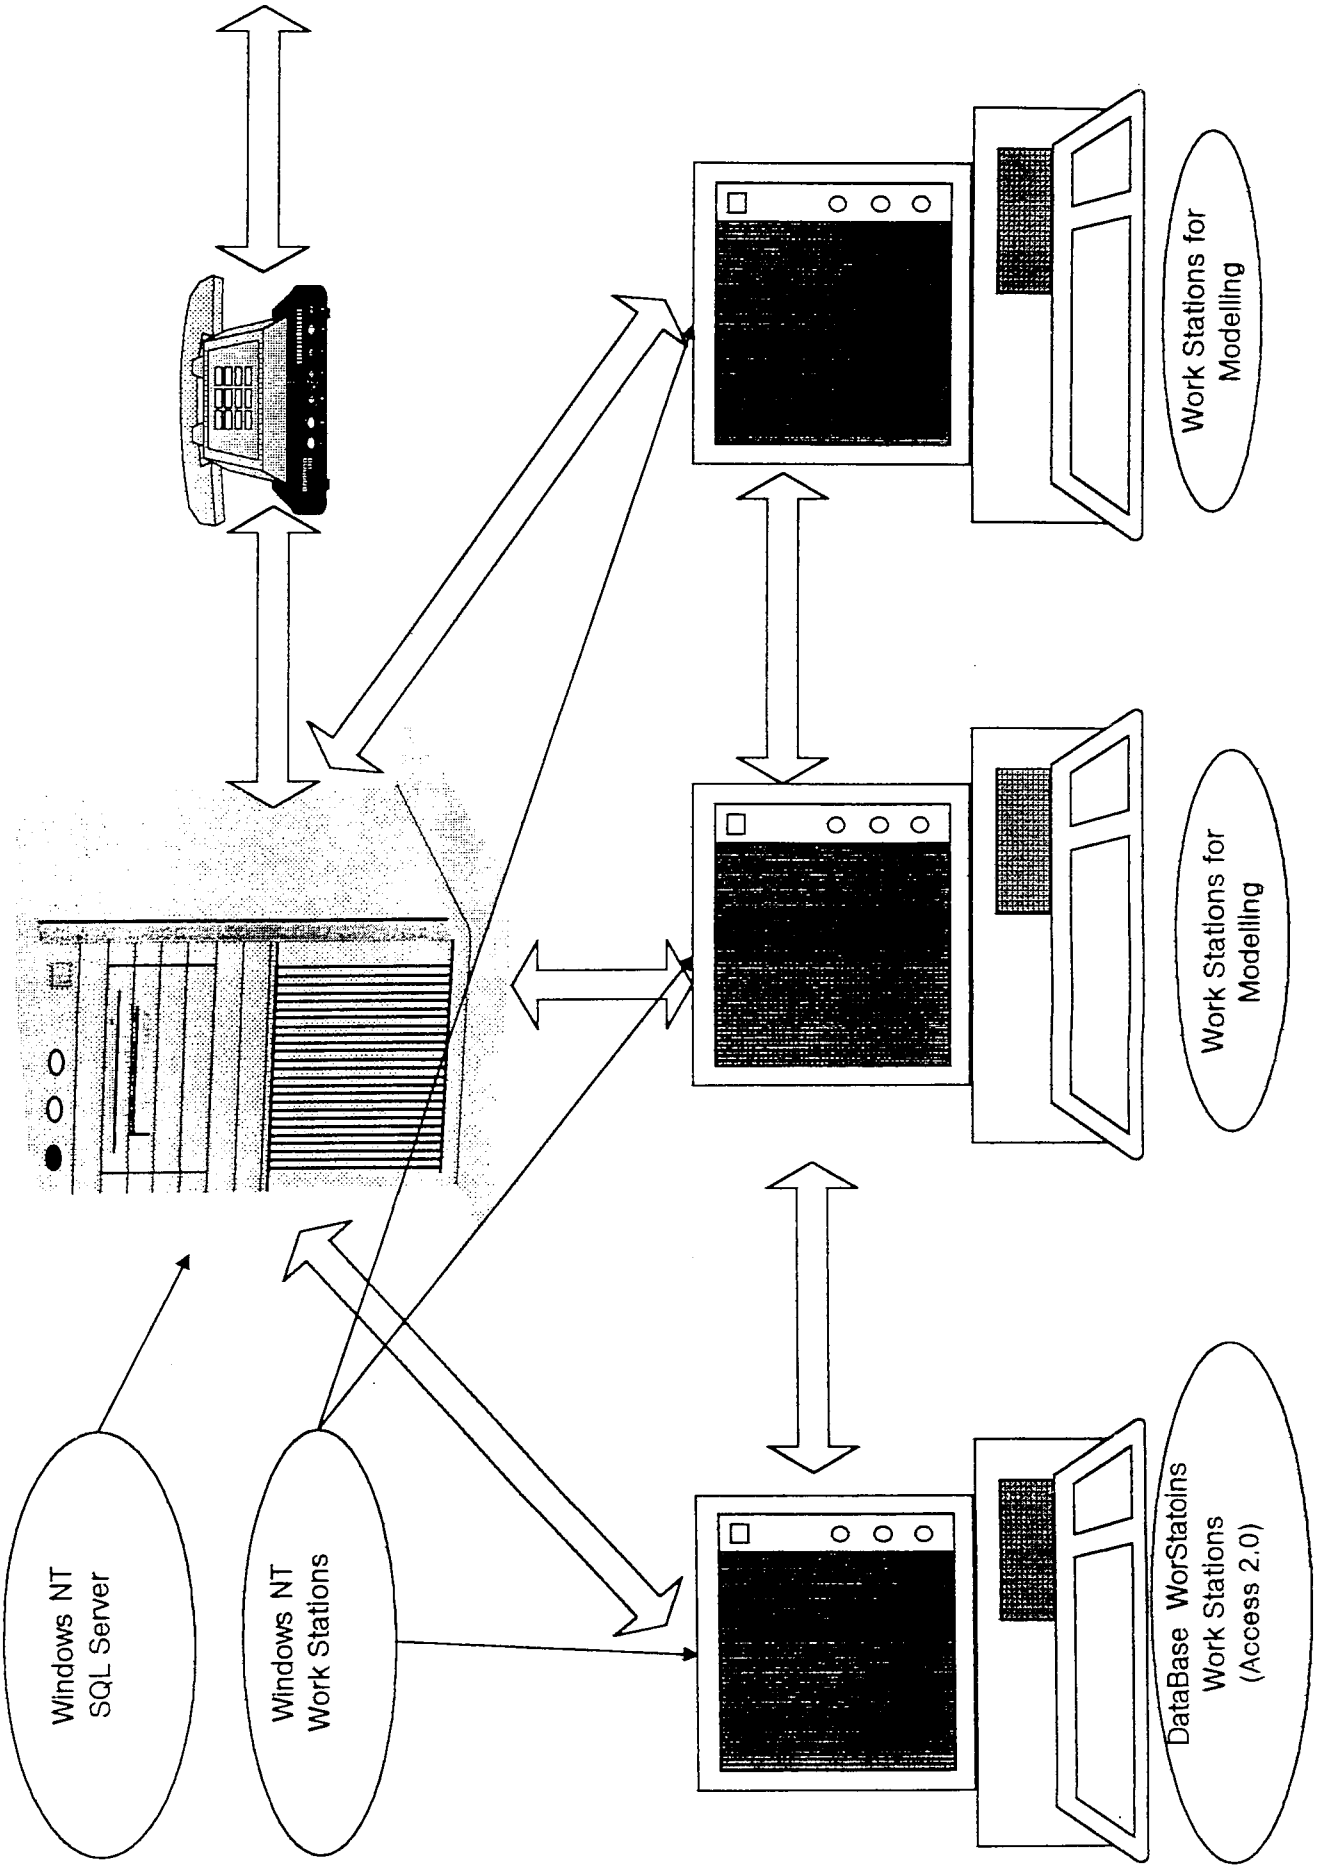 Windows NT
SQL Server
Windows NT
Work Stations
DataBase WorStatoins
Work Stations
(Access 2.0)
Work Stations for
Modelling
Work Stations for
Modelling